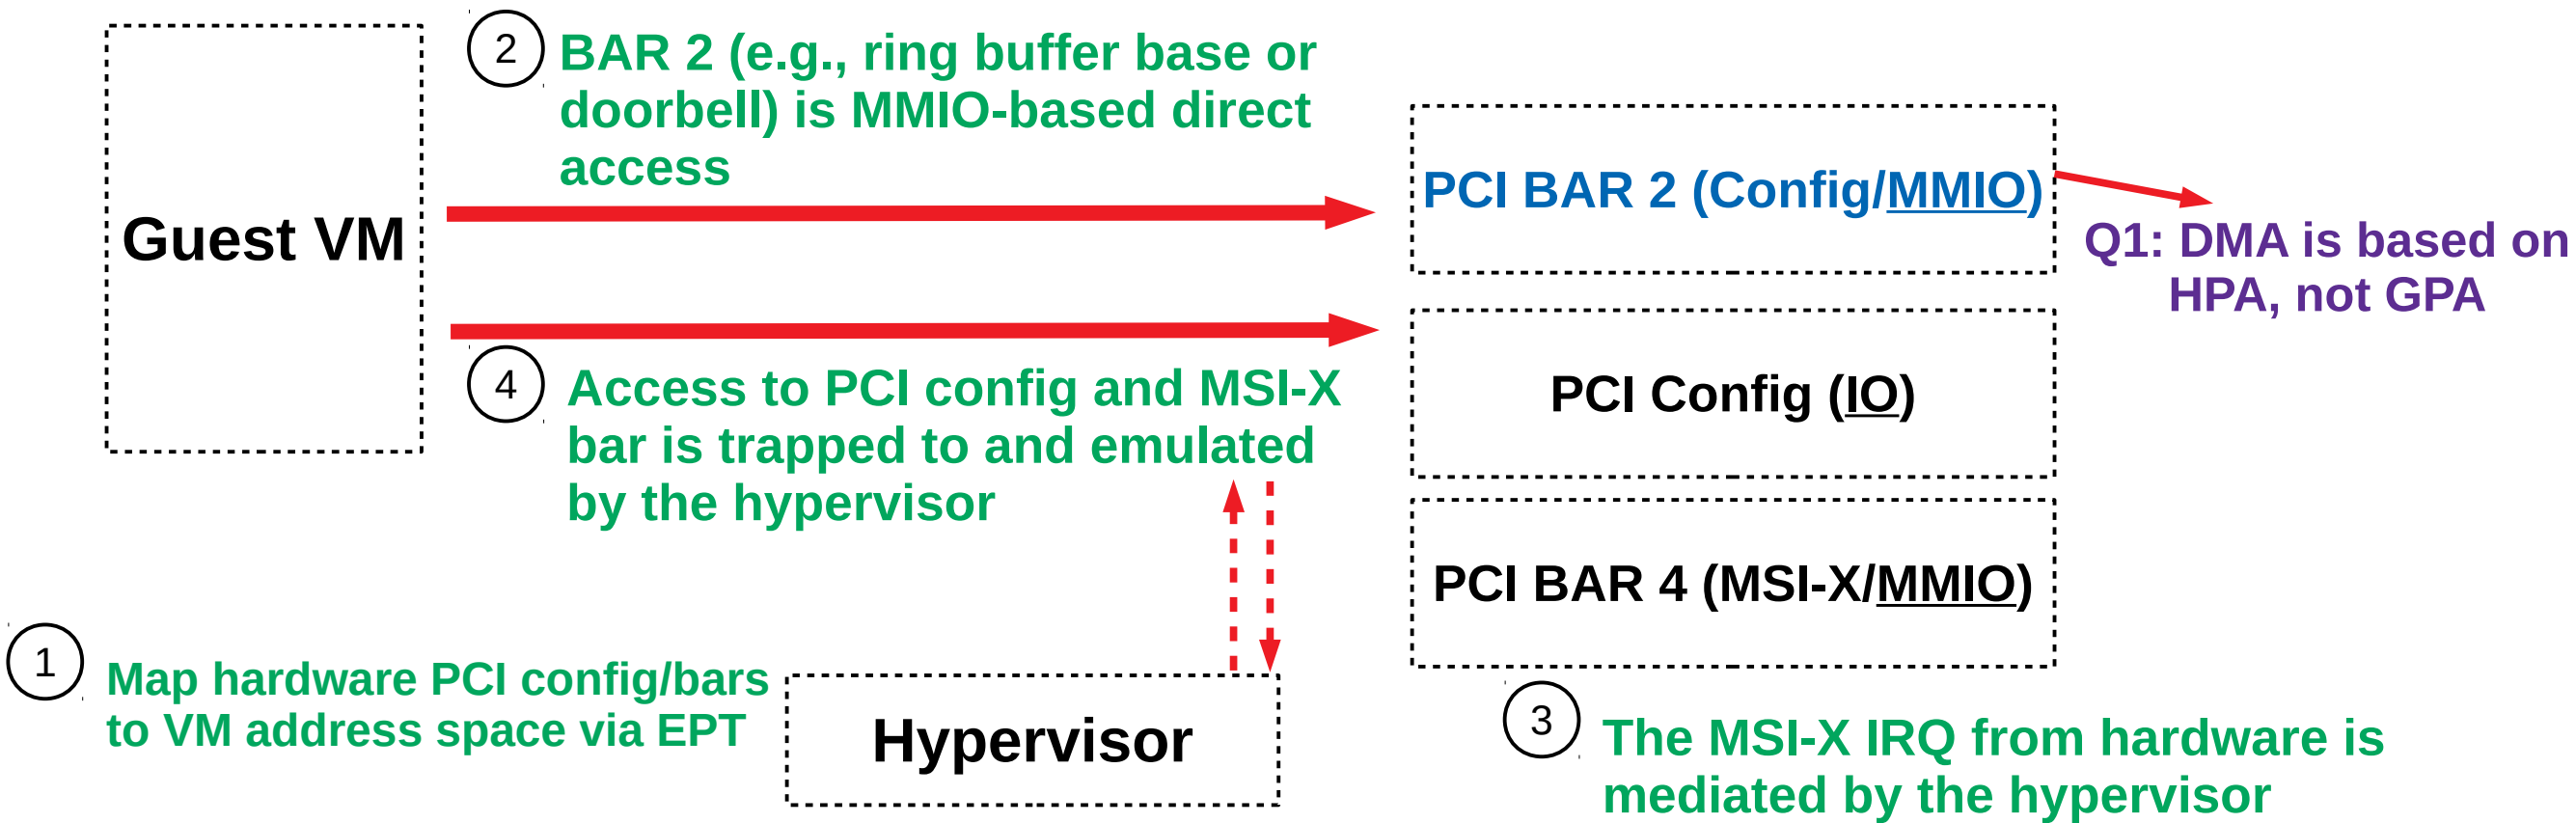 2
BAR 2 (e.g., ring buffer base or
doorbell) is MMIO-based direct
access
Guest VM
PCI BAR 2 (Config/MMIO)
Q1: DMA is based on
HPA, not GPA
4
Access to PCI config and MSI-X
bar is trapped to and emulated
by the hypervisor
PCI Config (IO)
PCI BAR 4 (MSI-X/MMIO)
1
Map hardware PCI config/bars
to VM address space via EPT
Hypervisor
3
The MSI-X IRQ from hardware is
mediated by the hypervisor